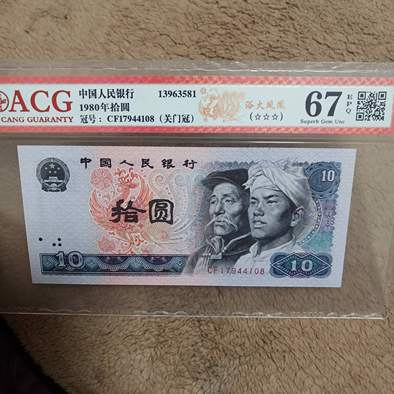 ACG
CANG GUARANTY
中国人民银行 13963581
1980年拾圆
冠号：CF17944108（关门冠）
浴火凤凰
(☆☆☆)
67 EPQ
Superb Gem Unc
中国人民银行
10
拾圆
CF17944108
10
10